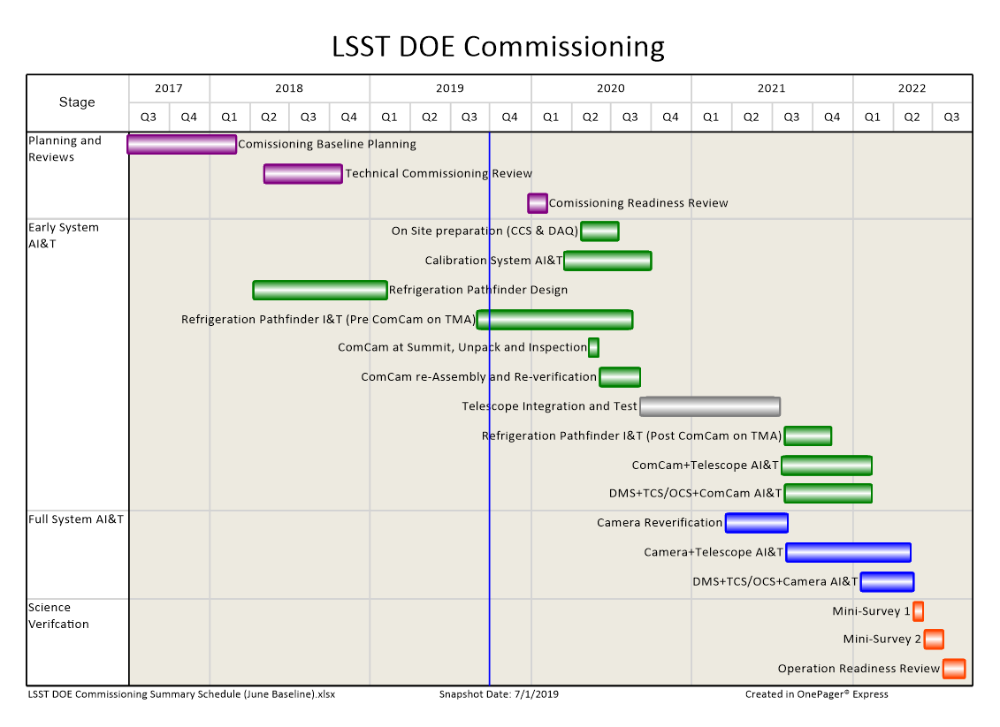 LSST DOE Commissioning
Stage
2017 2018 2019 2020 2021 2022
Q3 Q4 Q1 Q2 Q3 Q4 Q1 Q2 Q3 Q4 Q1 Q2 Q3 Q4 Q1 Q2 Q3 Q4 Q1 Q2 Q3
Planning and
Reviews
Comissioning Baseline Planning
Technical Commissioning Review
Comissioning Readiness Review
Early System
AI&T
On Site preparation (CCS & DAQ)
Calibration System AI&T
Refrigeration Pathfinder Design
Refrigeration Pathfinder I&T (Pre ComCam on TMA)
ComCam at Summit, Unpack and Inspection
ComCam re-Assembly and Re-verification
Telescope Integration and Test
Refrigeration Pathfinder I&T (Post ComCam on TMA)
ComCam+Telescope AI&T
DMS+TCS/OCS+ComCam AI&T
Full System AI&T
Camera Reverification
Camera+Telescope AI&T
DMS+TCS/OCS+Camera AI&T
Science
Verifcation
Mini-Survey 1
Mini-Survey 2
Operation Readiness Review
LSST DOE Commissioning Summary Schedule (June Baseline).xlsx Snapshot Date: 7/1/2019 Created in OnePager® Express